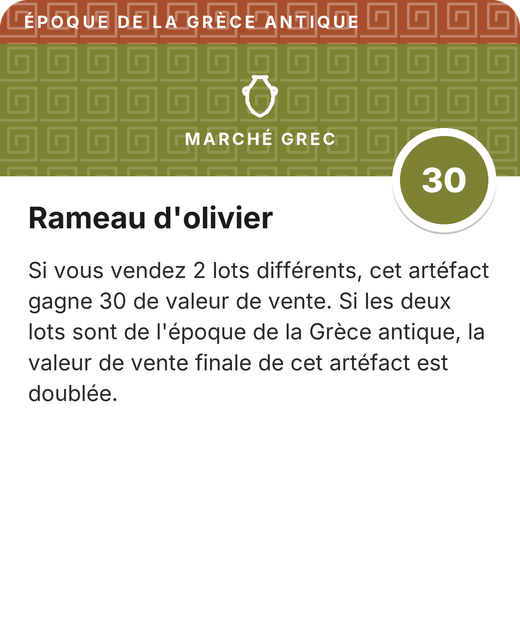 ÉPOQUE DE LA GRÈCE ANTIQUE
MARCHÉ GREC
30
Rameau d'olivier
Si vous vendez 2 lots différents, cet artéfact
gagne 30 de valeur de vente. Si les deux
lots sont de l'époque de la Grèce antique, la
valeur de vente finale de cet artéfact est
doublée.